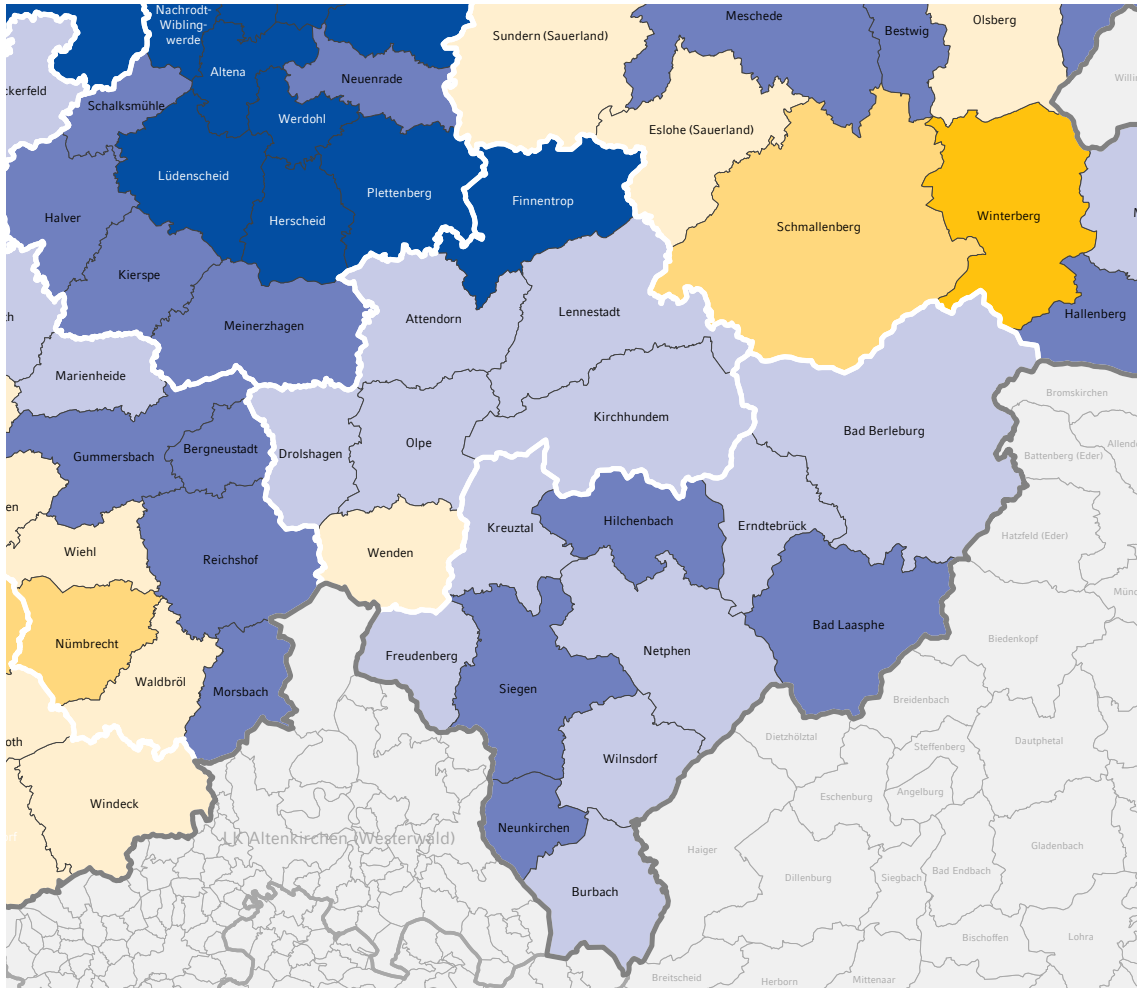 Nachrodt-
Wibling-
werde
Meschede
Bestwig
Olsberg
Sundern (Sauerland)
Altena
Neuenrade
ckerfeld
Schalksmühle
Werdohl
Eslohe (Sauerland)
Lüdenscheid
Plettenberg
Finnentrop
Herscheid
Halver
Schmallenberg
Winterberg
Kierspe
Meinerzhagen
Attendorn
Lennestadt
Hallenberg
Marienheide
Bromskirchen
Kirchhundem
Bad Berleburg
Olpe
Drolshagen
Bergneustadt
Gummersbach
Battenberg (Eder)
Kreuztal
Hilchenbach
Erndtebrück
Hatzfeld (Eder)
en
Wiehl
Reichshof
Wenden
Bad Laasphe
Biedenkopf
Nümbrecht
Freudenberg
Netphen
Waldbröl
Morsbach
Siegen
Breidenbach
oth
Dietzhölztal
Steffenberg
Dautphetal
Wilnsdorf
Eschenburg
Angelburg
Windeck
Neunkirchen
LK Altenkirchen (Westerwald)
Haiger
Gladenbach
Dillenburg
Siegbach
Bad Endbach
Burbach
Bischoffen
Lohra
Breitscheid
Herborn
Mittenaar